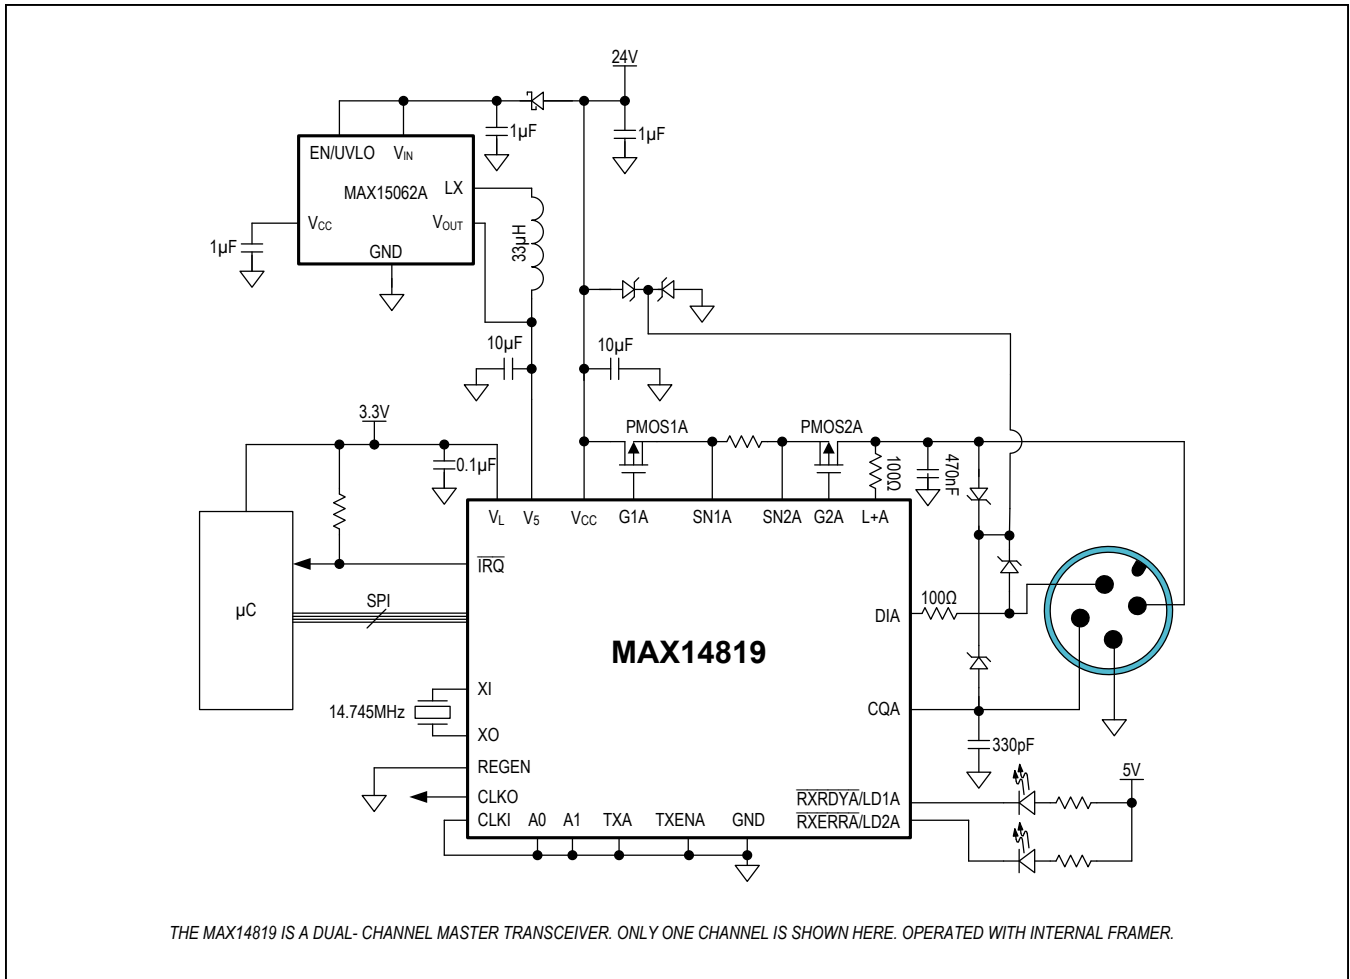 24V
1µF
1µF
EN/UVLO
VIN
MAX15062A
LX
VCC
VOUT
GND
1µF
33µH
10µF
10µF
3.3V
0.1µF
PMOS1A
PMOS2A
100Ω
470nF
VL
V5
VCC
G1A
SN1A
SN2A
G2A
L+A
IRQ
µC
SPI
DIA
100Ω
MAX14819
XI
14.745MHz
XO
CQA
330pF
REGEN
CLKO
CLKI
A0
A1
TXA
TXENA
GND
RXRDYA/LD1A
RXERRA/LD2A
5V
THE MAX14819 IS A DUAL- CHANNEL MASTER TRANSCEIVER. ONLY ONE CHANNEL IS SHOWN HERE. OPERATED WITH INTERNAL FRAMER.